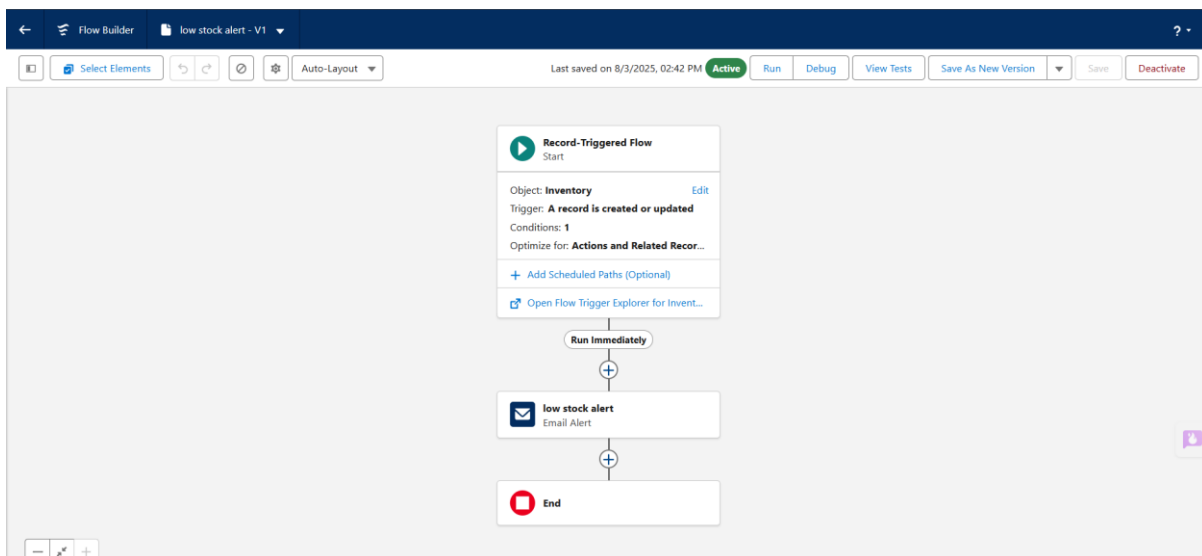 Flow Builder
low stock alert - V1
?
Select Elements
Auto-Layout
Last saved on 8/3/2025, 02:42 PM
Active
Run
Debug
View Tests
Save As New Version
Save
Deactivate
Record-Triggered Flow
Start
Object: Inventory
Edit
Trigger: A record is created or updated
Conditions: 1
Optimize for: Actions and Related Recor...
+ Add Scheduled Paths (Optional)
Open Flow Trigger Explorer for Invent...
Run Immediately
low stock alert
Email Alert
End